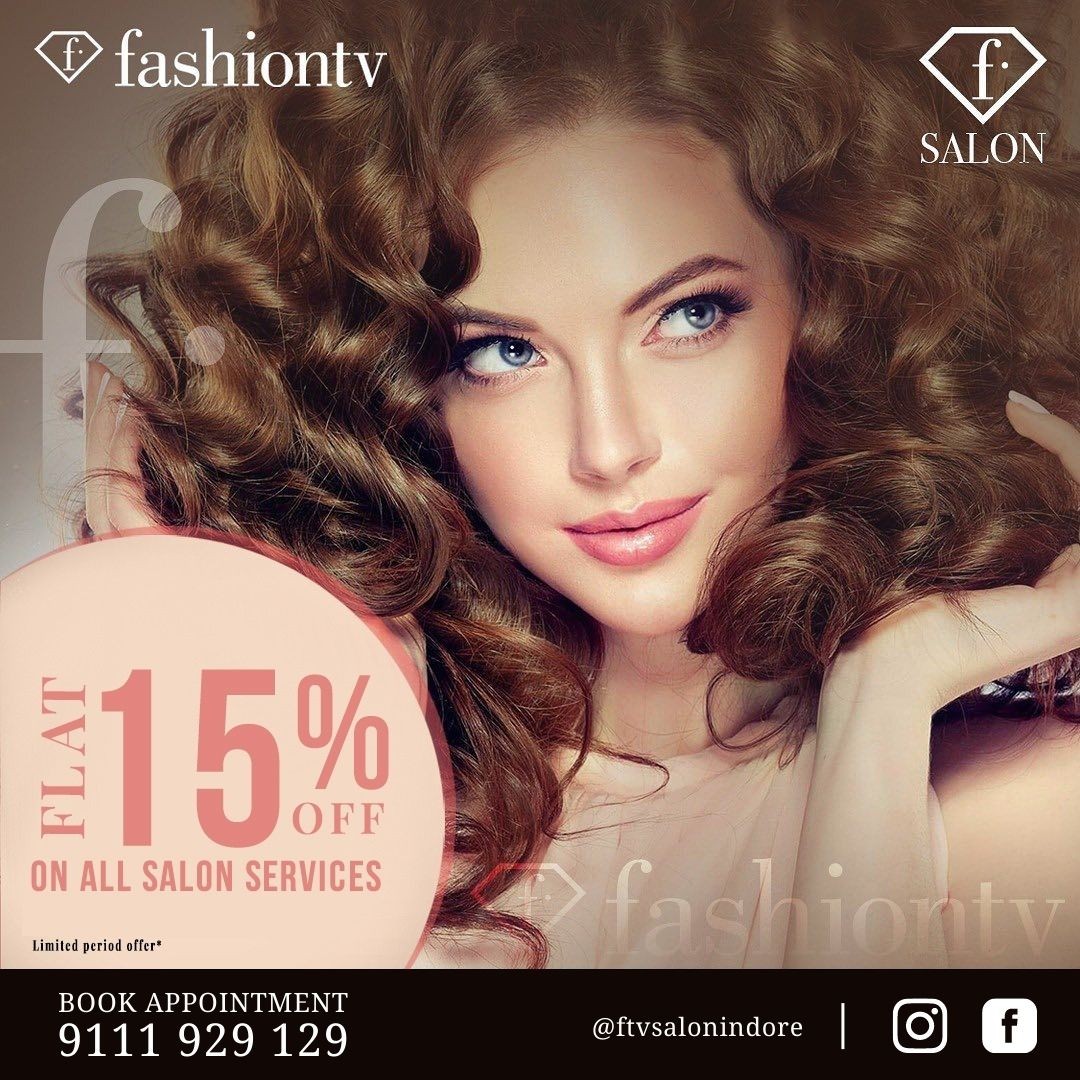 f. fashiontv
f.
SALON
f.
FLAT
15%
OFF
ON ALL SALON SERVICES
Limited period offer*
f. fashiontv
BOOK APPOINTMENT
9111 929 129
@ftvsalonindore
f